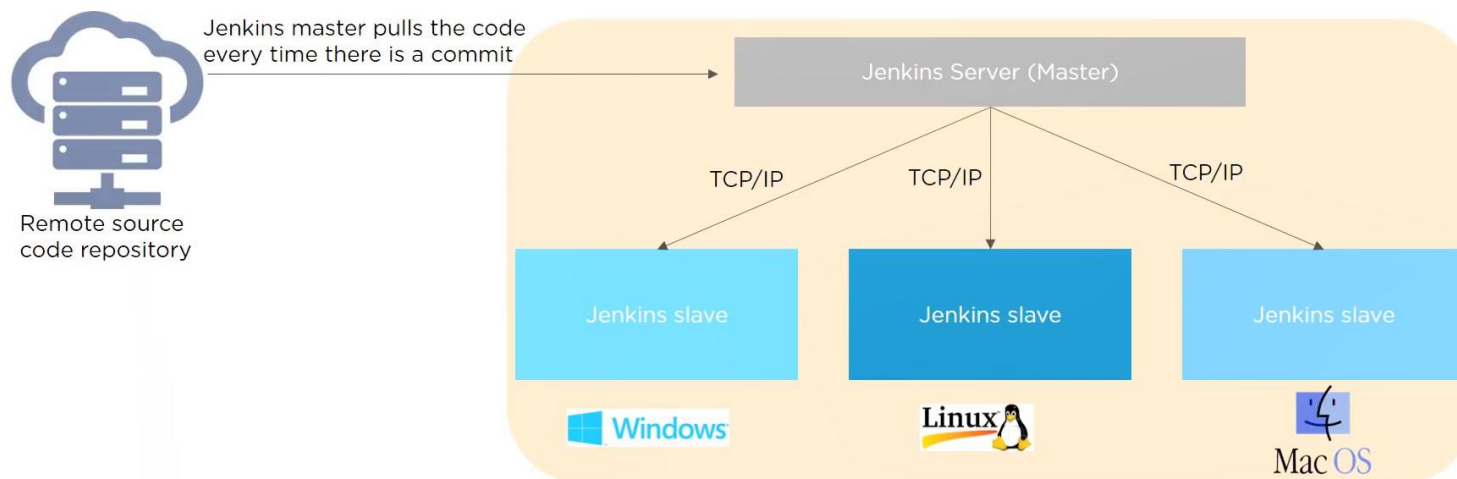 Jenkins master pulls the code
every time there is a commit
Jenkins Server (Master)
TCP/IP
TCP/IP
TCP/IP
Remote source
code repository
Jenkins slave
Jenkins slave
Jenkins slave
Windows
Linux
Mac OS